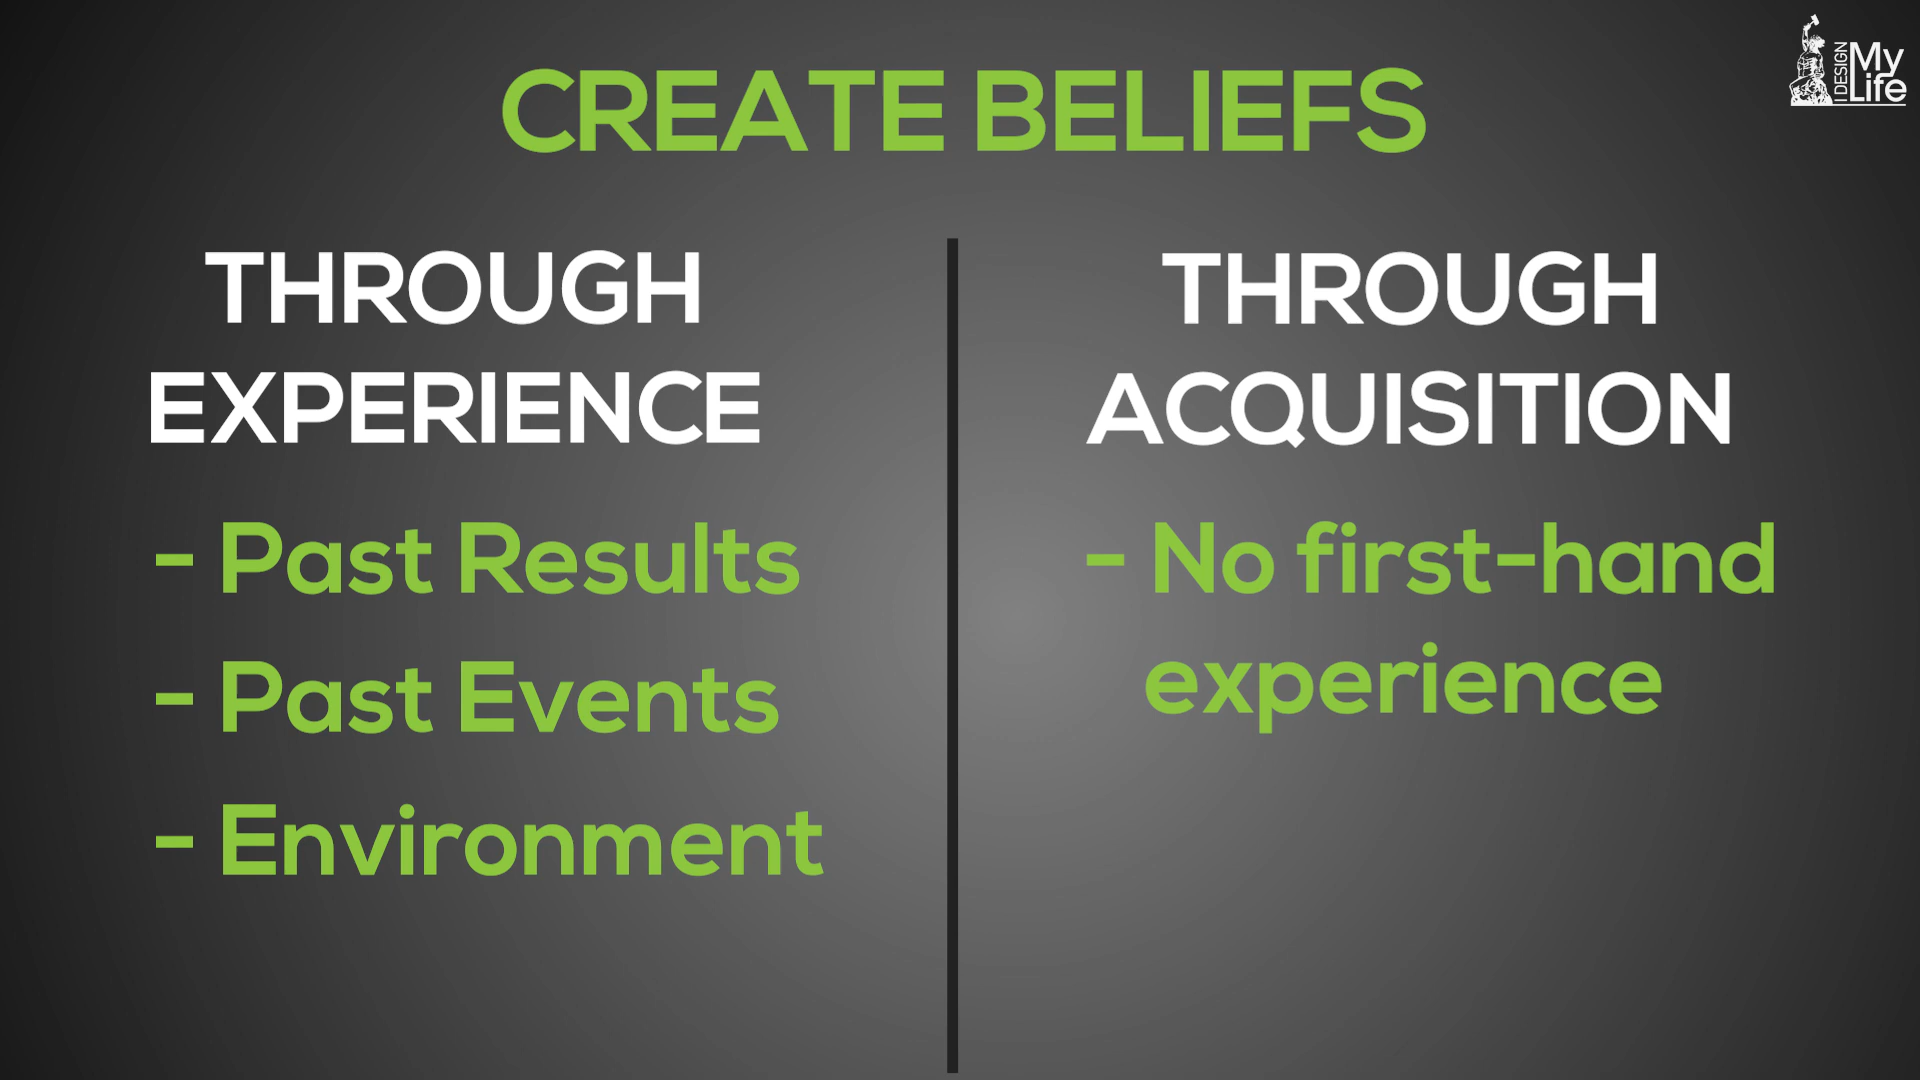 CREATE BELIEFS
I DESIGN
My
Life
THROUGH
EXPERIENCE
- Past Results
- Past Events
- Environment
THROUGH
ACQUISITION
- No first-hand
experience